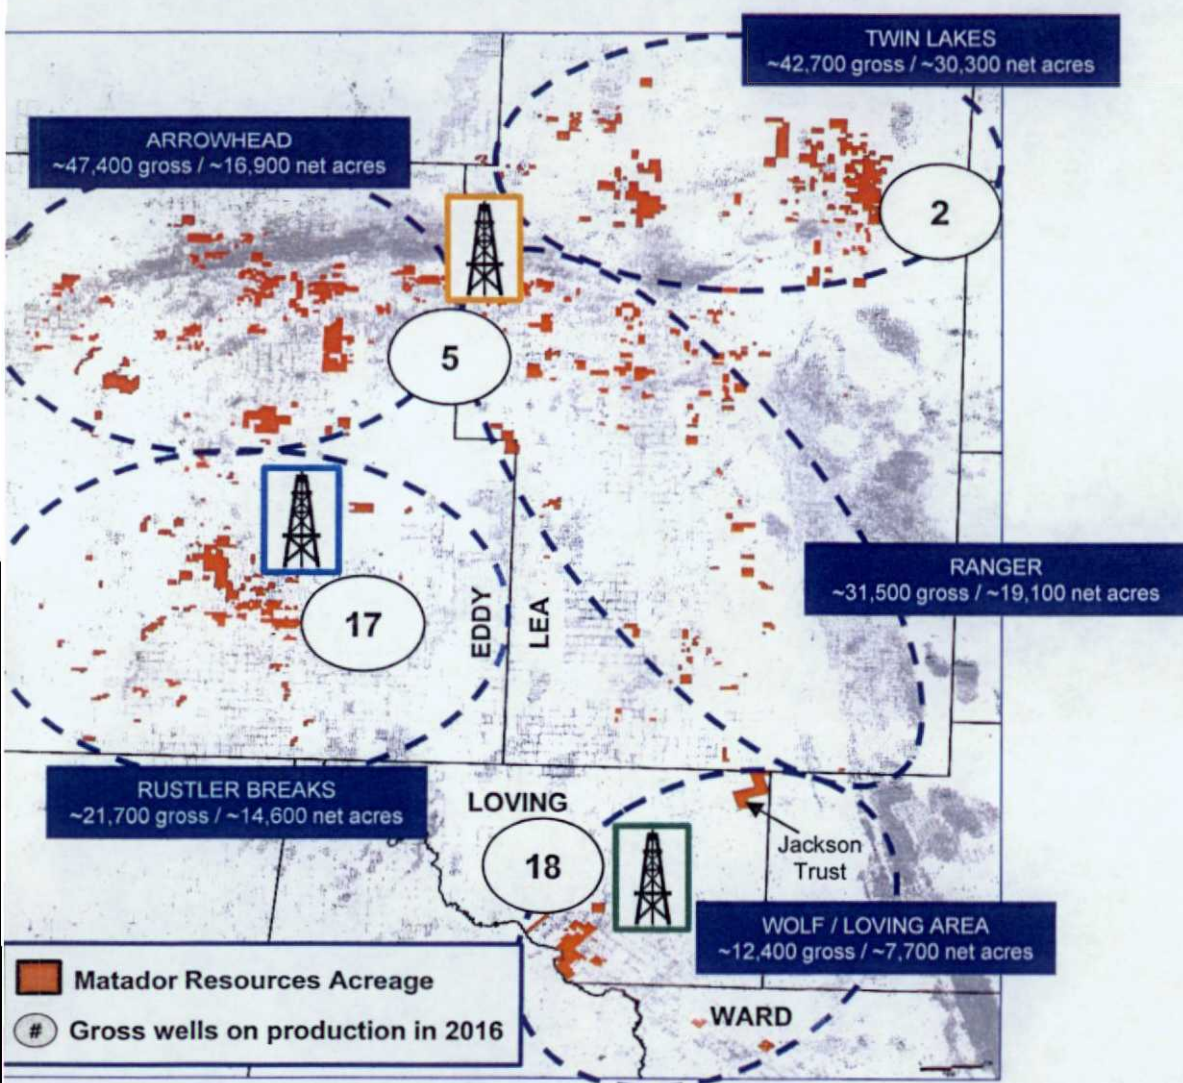 TWIN LAKES
~42,700 gross / ~30,300 net acres
ARROWHEAD
~47,400 gross / ~16,900 net acres
2
5
RANGER
~31,500 gross / ~19,100 net acres
17
EDDY
LEA
RUSTLER BREAKS
~21,700 gross / ~14,600 net acres
LOVING
18
Jackson
Trust
WOLF / LOVING AREA
~12,400 gross / ~7,700 net acres
Matador Resources Acreage
# Gross wells on production in 2016
WARD